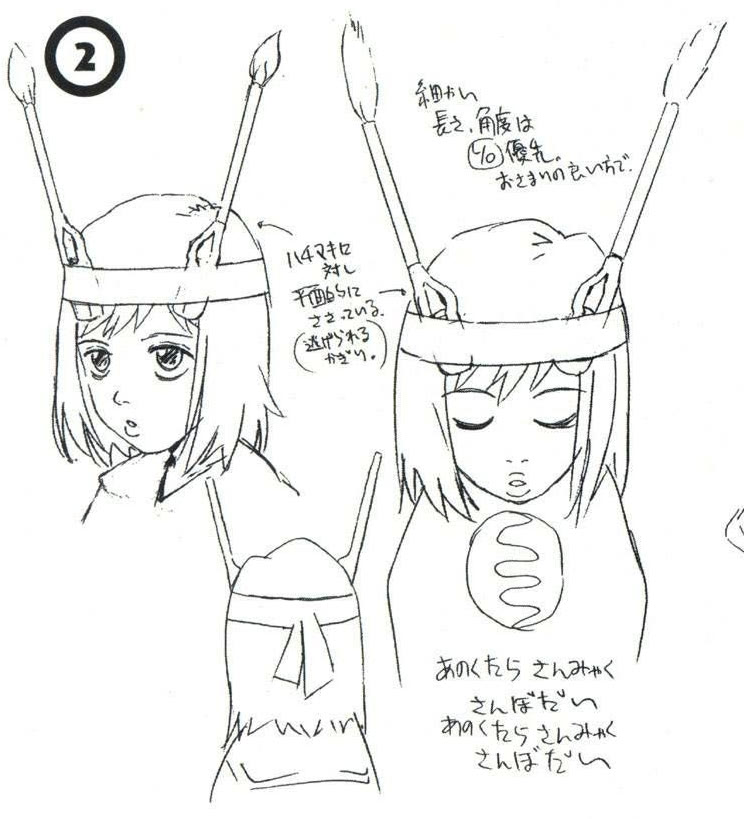 2
細かい
長さ、角度は
L/O優先。
おさまりの良い方で。
ハチマキに
対し
平面的に
ささっている。
(逃げられる
かぎり。)
あのくたら さんみゃく
さんぼだい
あのくたら さんみゃく
さんぼだい